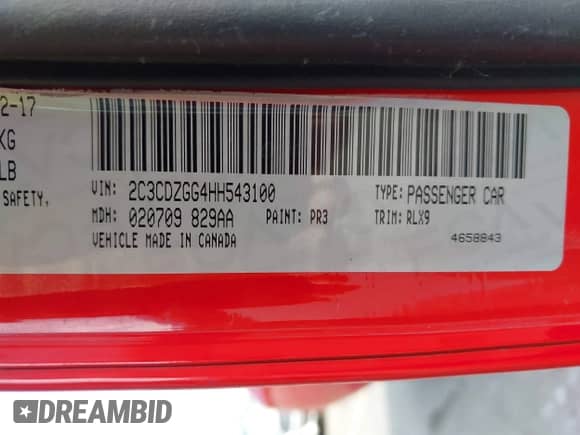 2-17
KG
LB
SAFETY,
VIN: 2C3CDZGG4HH543100
TYPE: PASSENGER CAR
MDH: 020709 829AA PAINT: PR3 TRIM: RLX9
VEHICLE MADE IN CANADA
4658843
DREAMBID